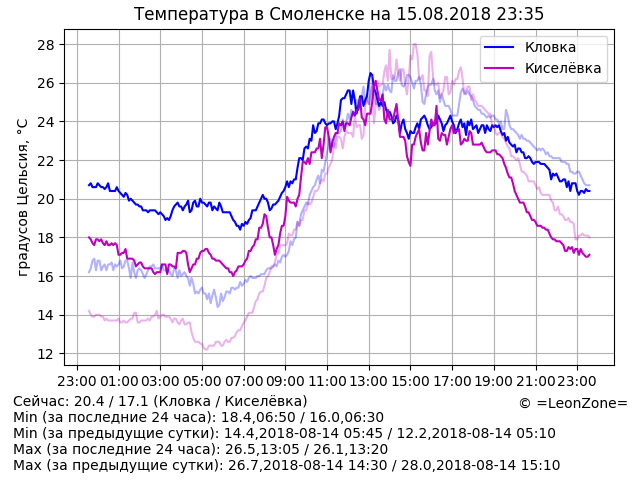 Температура в Смоленске на 15.08.2018 23:35
Кловка
Киселёвка
градусов Цельсия, °C
28
26
24
22
20
18
16
14
12
23:00 01:00 03:00 05:00 07:00 09:00 11:00 13:00 15:00 17:00 19:00 21:00 23:00
Сейчас: 20.4 / 17.1 (Кловка / Киселёвка)
© =LeonZone=
Min (за последние 24 часа): 18.4,06:50 / 16.0,06:30
Min (за предыдущие сутки): 14.4,2018-08-14 05:45 / 12.2,2018-08-14 05:10
Max (за последние 24 часа): 26.5,13:05 / 26.1,13:20
Max (за предыдущие сутки): 26.7,2018-08-14 14:30 / 28.0,2018-08-14 15:10